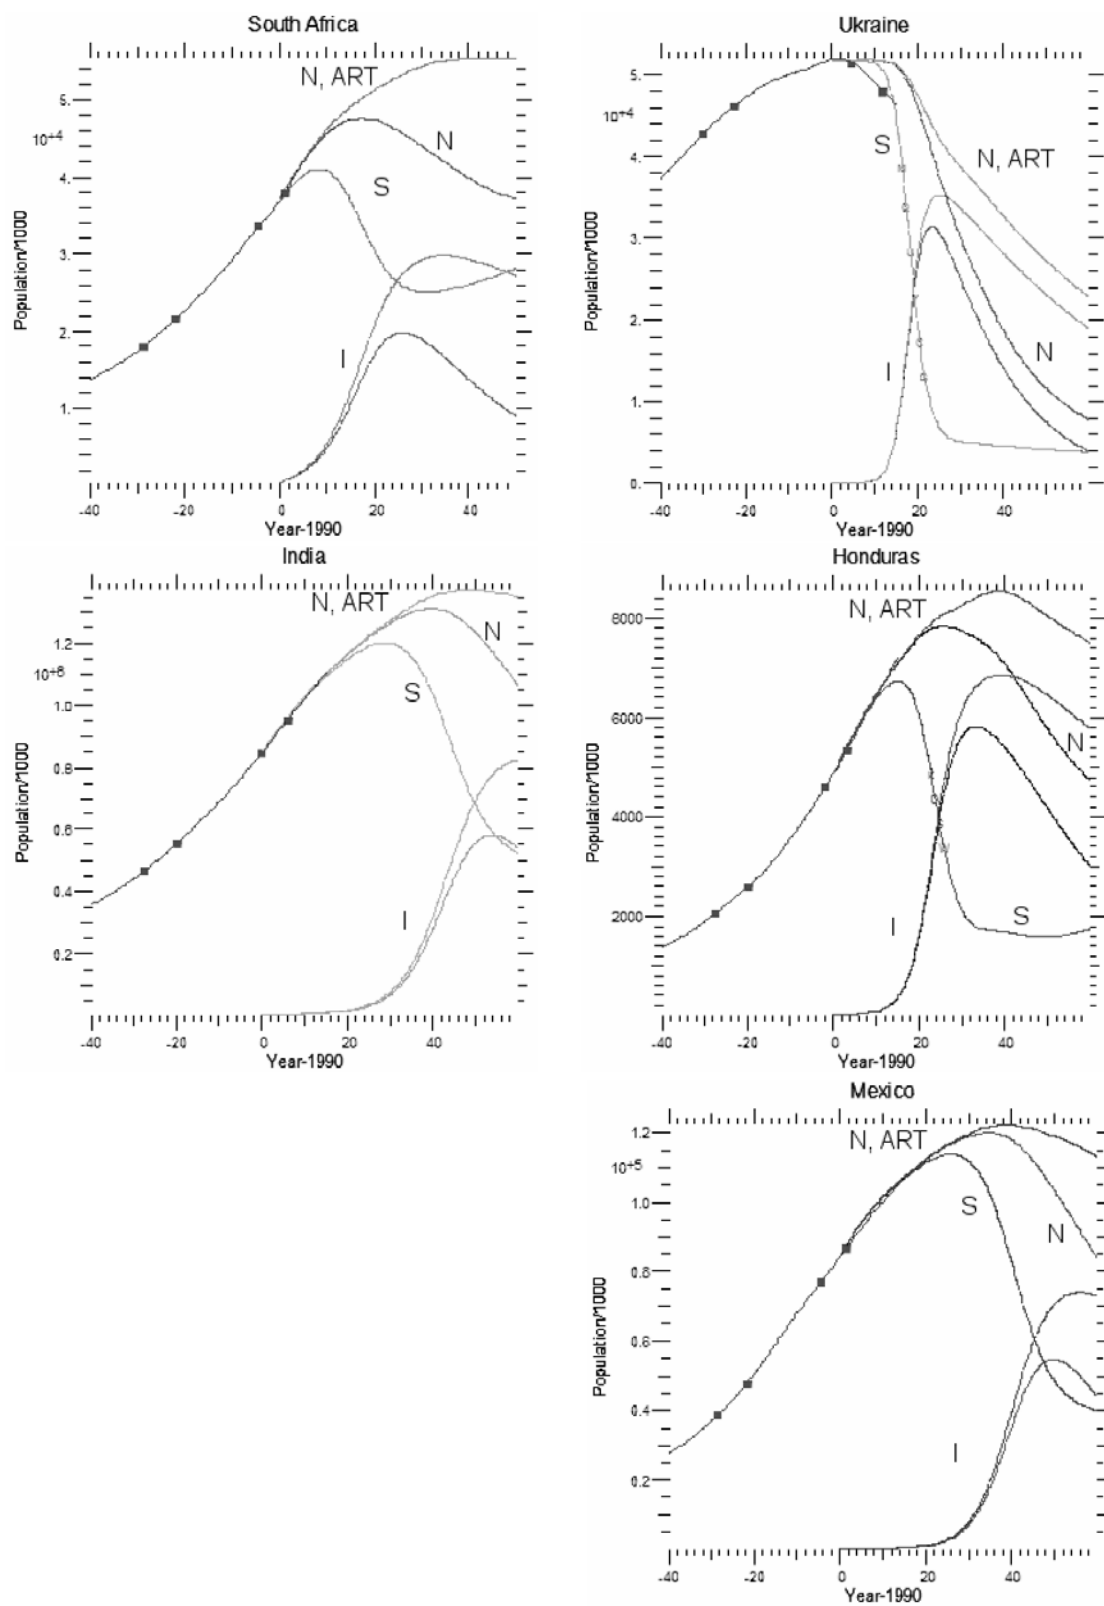 South Africa
N, ART
5.
10+4
N
4.
S
3.
2.
I
1.
Population/1000
-40 -20 0 20 40
Year-1990
Ukraine
5.
10+4
S
4.
N, ART
3.
2.
N
I
1.
0.
Population/1000
-40 -20 0 20 40
Year-1990
India
N, ART
1.2
N
10+6
S
1.0
0.8
0.6
0.4
I
0.2
Population/1000
-40 -20 0 20 40
Year-1990
Honduras
N, ART
8000
6000
N
4000
S
2000
I
Population/1000
-40 -20 0 20 40
Year-1990
Mexico
1.2
N, ART
10+5
1.0
S
N
0.8
0.6
0.4
I
0.2
Population/1000
-40 -20 0 20 40
Year-1990